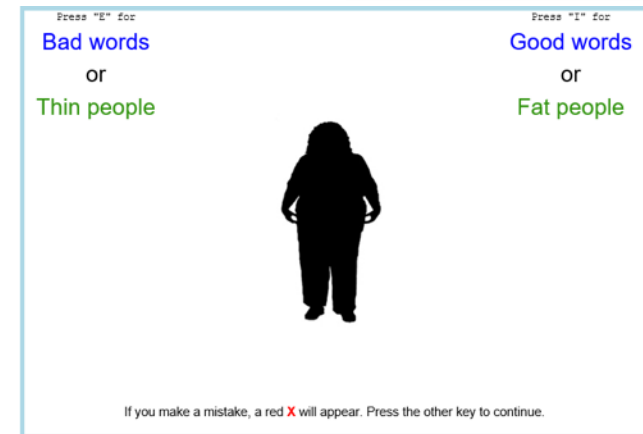 Press "E" for
Bad words
or
Thin people
Press "I" for
Good words
or
Fat people
If you make a mistake, a red X will appear. Press the other key to continue.